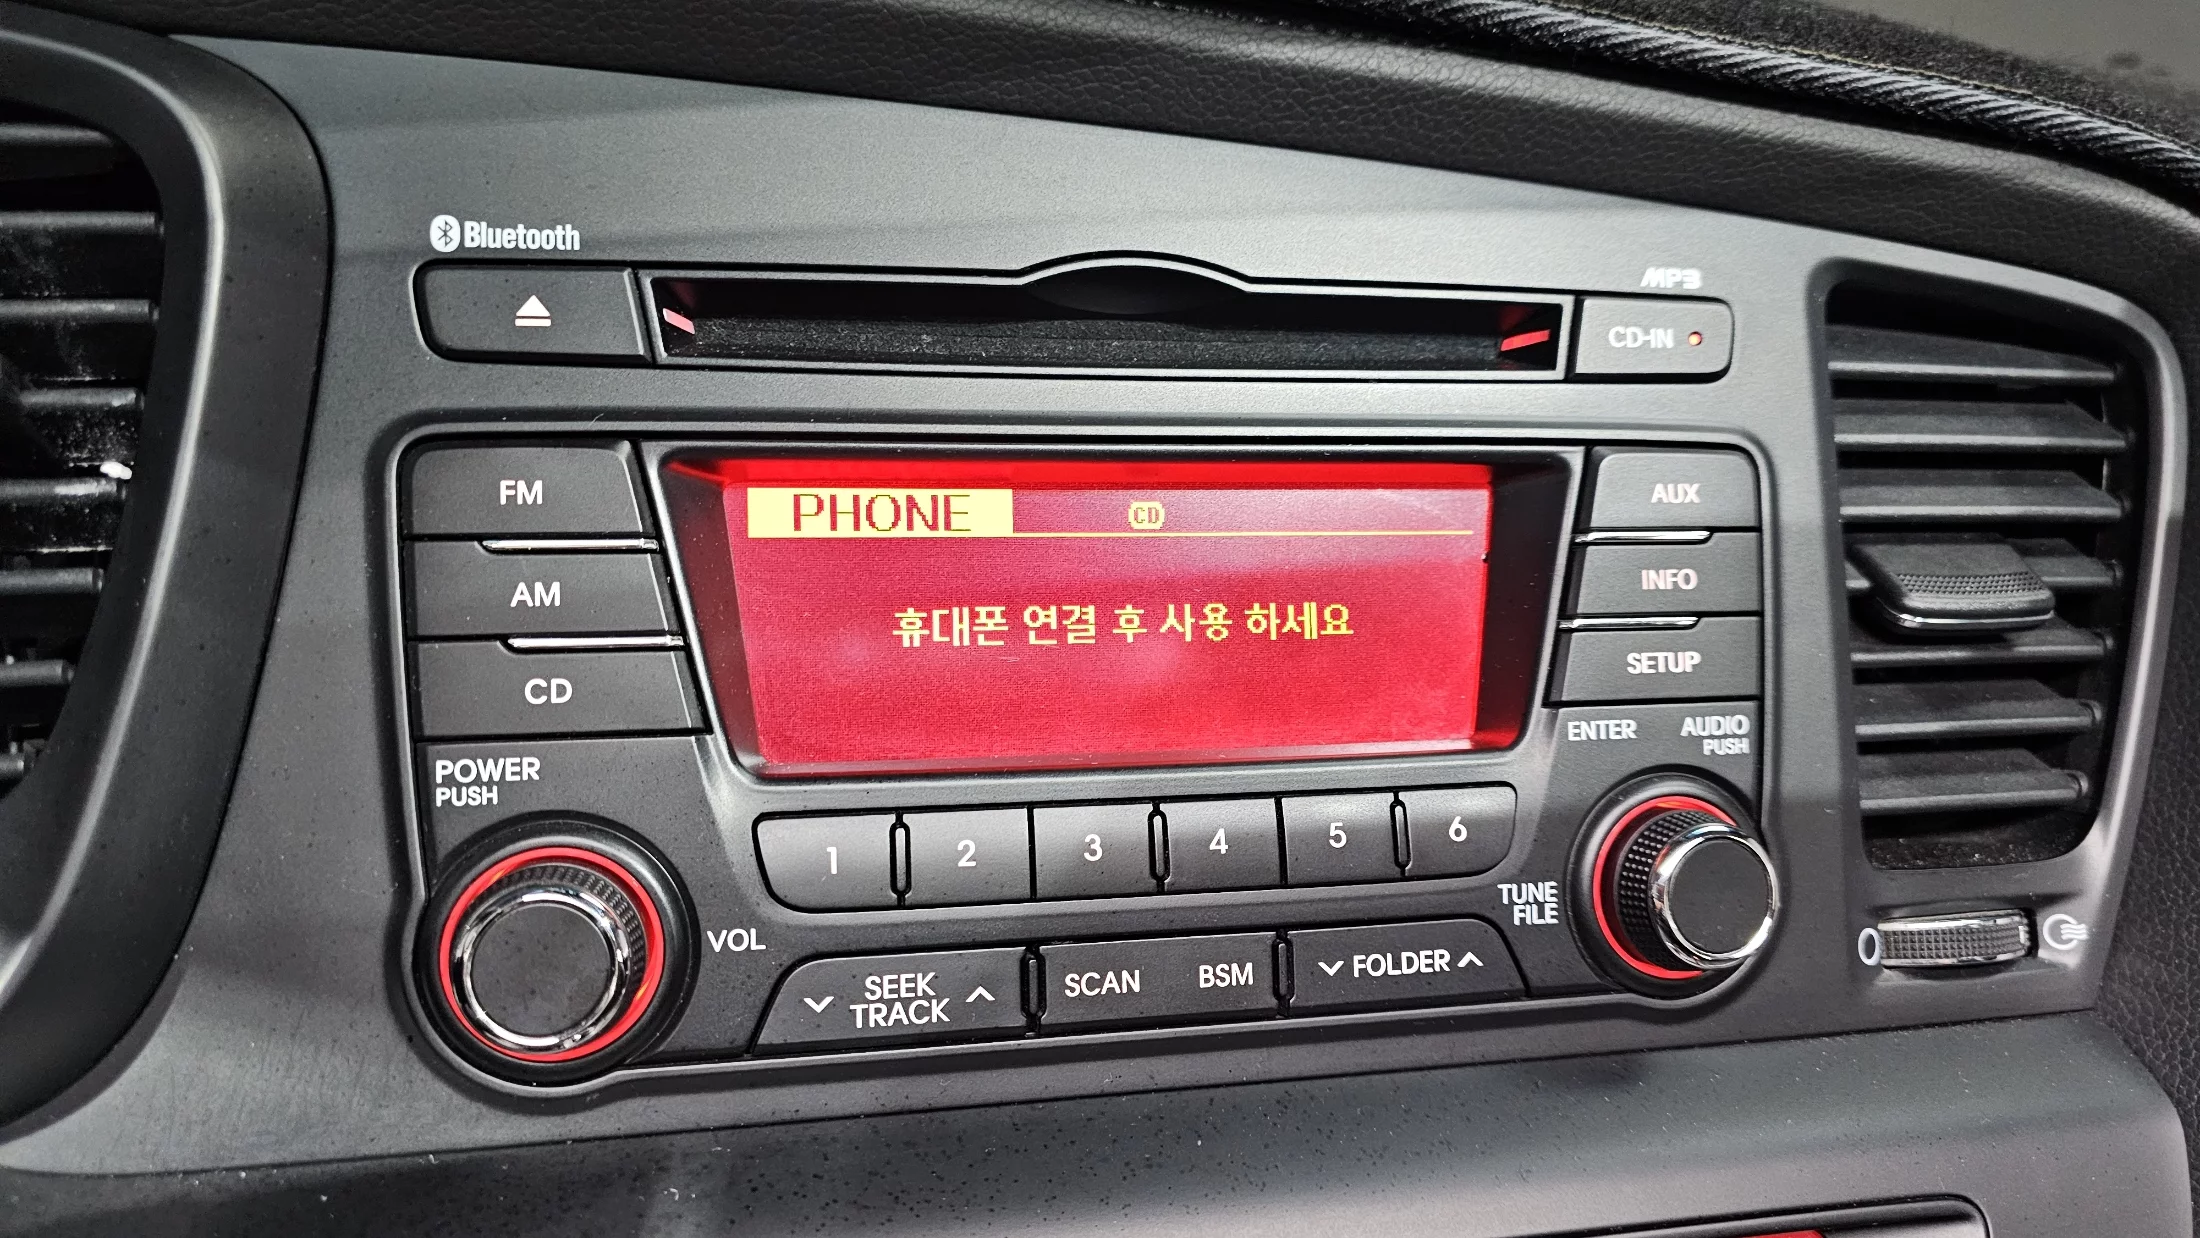 Bluetooth
MP3
CD-IN
FM
AM
CD
PHONE CD
휴대폰 연결 후 사용 하세요
AUX
INFO
SETUP
POWER
PUSH
ENTER
AUDIO
PUSH
1 2 3 4 5 6
VOL
TUNE
FILE
SEEK
TRACK
SCAN BSM
FOLDER